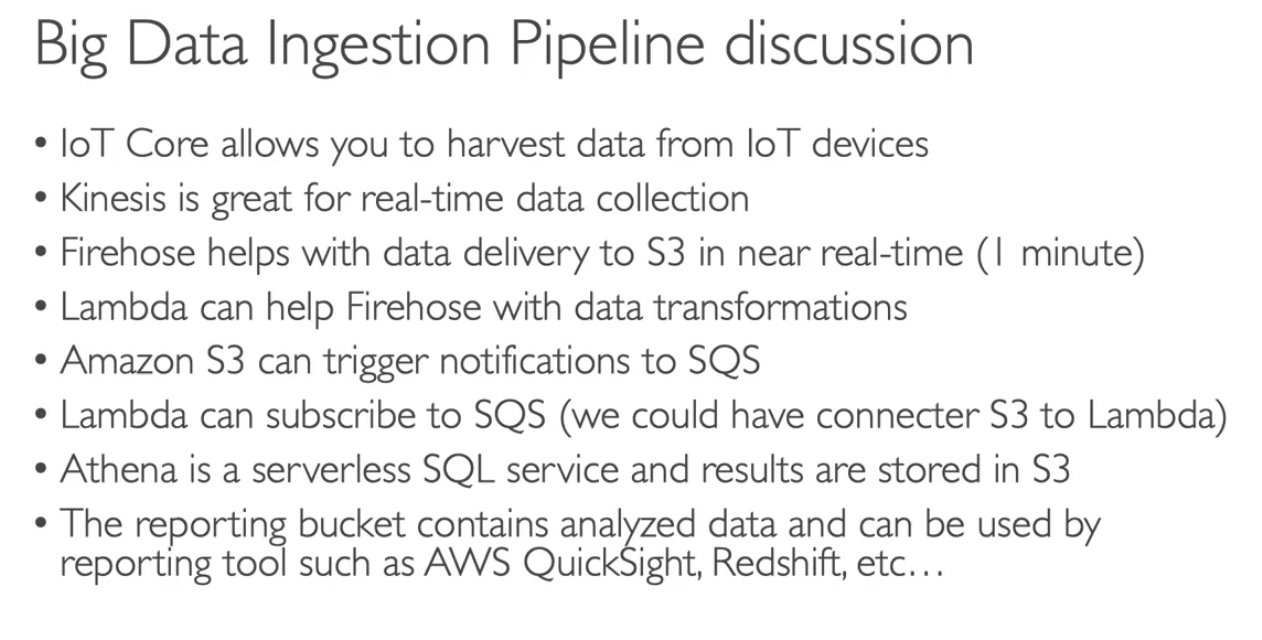 Big Data Ingestion Pipeline discussion
• IoT Core allows you to harvest data from IoT devices
• Kinesis is great for real-time data collection
• Firehose helps with data delivery to S3 in near real-time (1 minute)
• Lambda can help Firehose with data transformations
• Amazon S3 can trigger notifications to SQS
• Lambda can subscribe to SQS (we could have connecter S3 to Lambda)
• Athena is a serverless SQL service and results are stored in S3
• The reporting bucket contains analyzed data and can be used by
reporting tool such as AWS QuickSight, Redshift, etc…